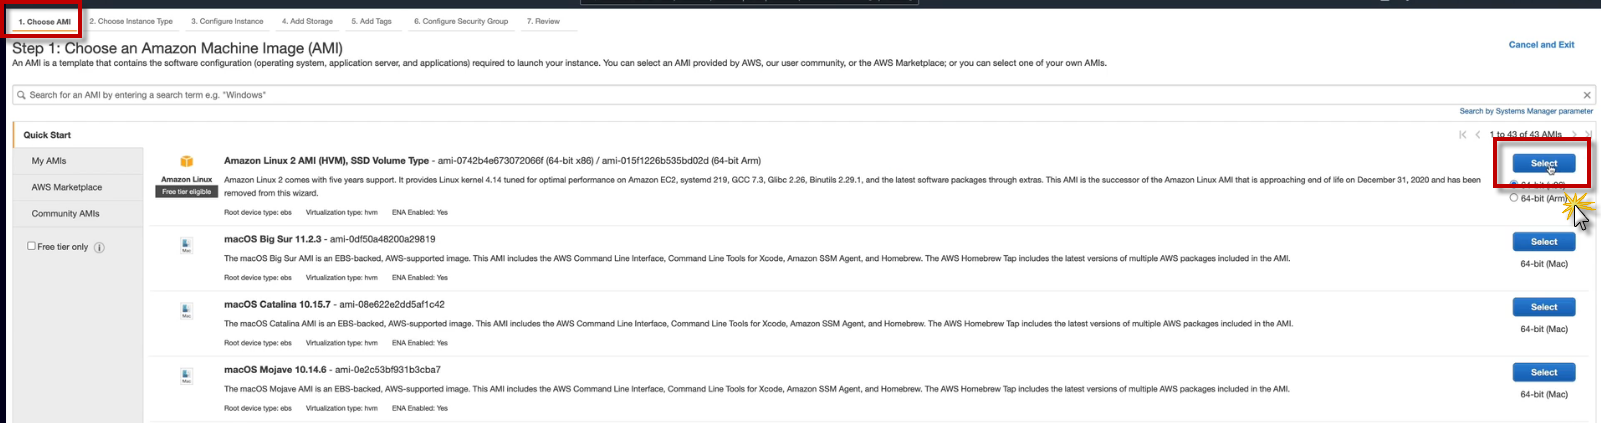 1. Choose AMI 2. Choose Instance Type 3. Configure Instance 4. Add Storage 5. Add Tags 6. Configure Security Group 7. Review
Step 1: Choose an Amazon Machine Image (AMI)
Cancel and Exit
An AMI is a template that contains the software configuration (operating system, application server, and applications) required to launch your instance. You can select an AMI provided by AWS, our user community, or the AWS Marketplace; or you can select one of your own AMIs.
Search for an AMI by entering a search term e.g. "Windows"
Search by Systems Manager parameter
Quick Start
My AMIs
AWS Marketplace
Community AMIs
Free tier only
1 to 43 of 43 AMIs
Amazon Linux
Free tier eligible
Amazon Linux 2 AMI (HVM), SSD Volume Type - ami-0742b4e673072066f (64-bit x86) / ami-015f1226b535bd02d (64-bit Arm)
Amazon Linux 2 comes with five years support. It provides Linux kernel 4.14 tuned for optimal performance on Amazon EC2, systemd 219, GCC 7.3, Glibc 2.26, Binutils 2.29.1, and the latest software packages through extras. This AMI is the successor of the Amazon Linux AMI that is approaching end of life on December 31, 2020 and has been
removed from this wizard.
Root device type: ebs Virtualization type: hvm ENA Enabled: Yes
Select
64-bit (x86)
64-bit (Arm)
Mac
macOS Big Sur 11.2.3 - ami-0df50a48200a29819
The macOS Big Sur AMI is an EBS-backed, AWS-supported image. This AMI includes the AWS Command Line Interface, Command Line Tools for Xcode, Amazon SSM Agent, and Homebrew. The AWS Homebrew Tap includes the latest versions of multiple AWS packages included in the AMI.
Root device type: ebs Virtualization type: hvm ENA Enabled: Yes
Select
64-bit (Mac)
Mac
macOS Catalina 10.15.7 - ami-08e622e2dd5af1c42
The macOS Catalina AMI is an EBS-backed, AWS-supported image. This AMI includes the AWS Command Line Interface, Command Line Tools for Xcode, Amazon SSM Agent, and Homebrew. The AWS Homebrew Tap includes the latest versions of multiple AWS packages included in the AMI.
Root device type: ebs Virtualization type: hvm ENA Enabled: Yes
Select
64-bit (Mac)
Mac
macOS Mojave 10.14.6 - ami-0e2c53bf931b3cba7
The macOS Mojave AMI is an EBS-backed, AWS-supported image. This AMI includes the AWS Command Line Interface, Command Line Tools for Xcode, Amazon SSM Agent, and Homebrew. The AWS Homebrew Tap includes the latest versions of multiple AWS packages included in the AMI.
Root device type: ebs Virtualization type: hvm ENA Enabled: Yes
Select
64-bit (Mac)